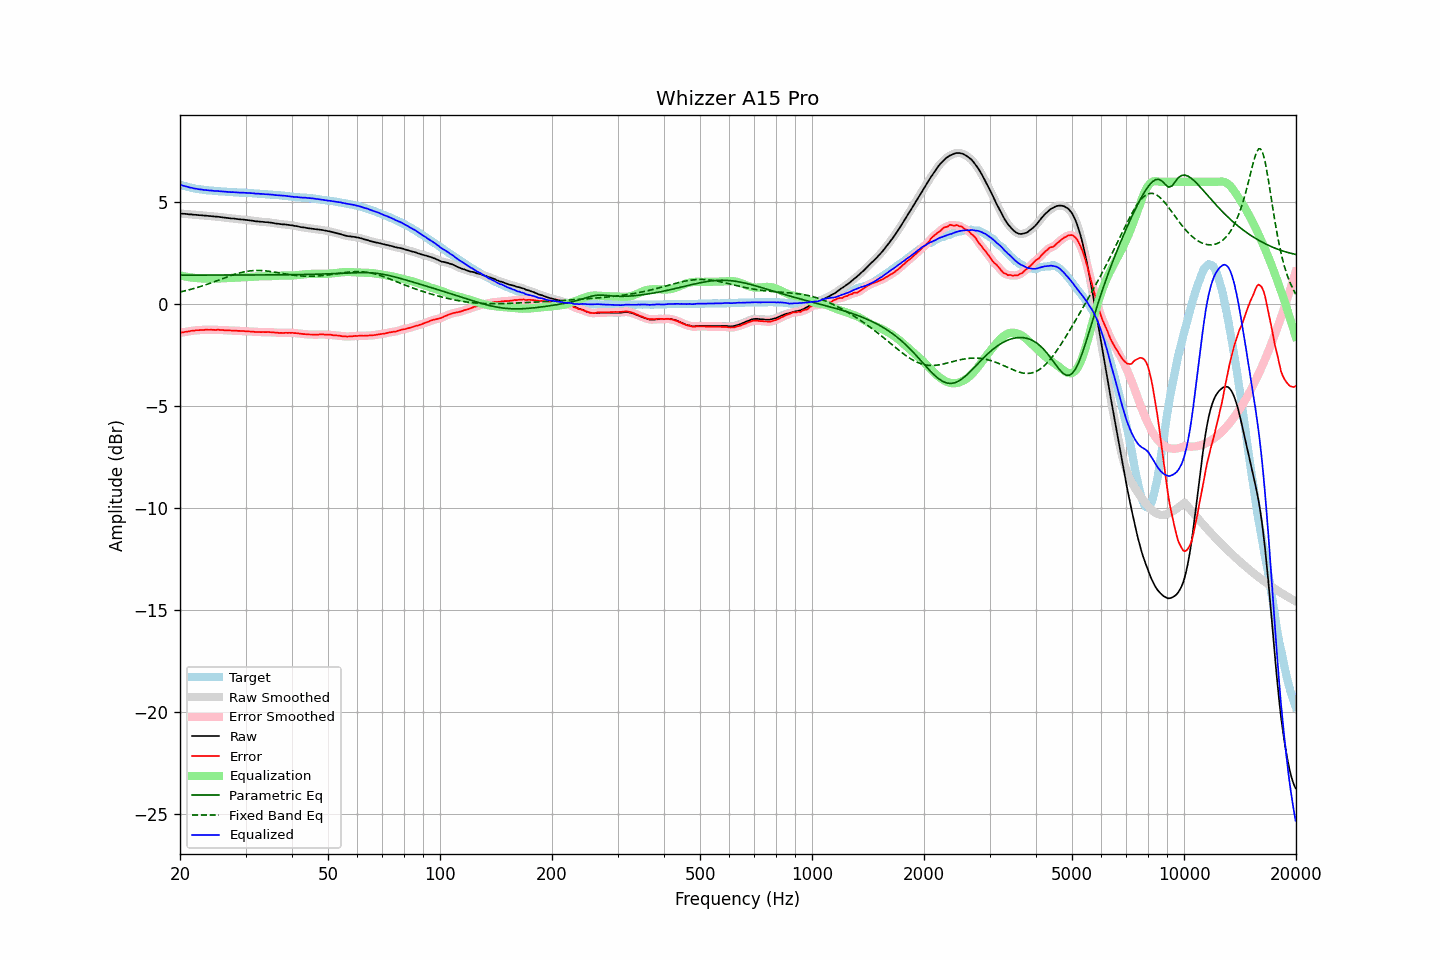 Whizzer A15 Pro
5
0
−5
−10
−15
−20
−25
Amplitude (dBr)
Target
Raw Smoothed
Error Smoothed
Raw
Error
Equalization
Parametric Eq
Fixed Band Eq
Equalized
20 50 100 200 500 1000 2000 5000 10000 20000
Frequency (Hz)